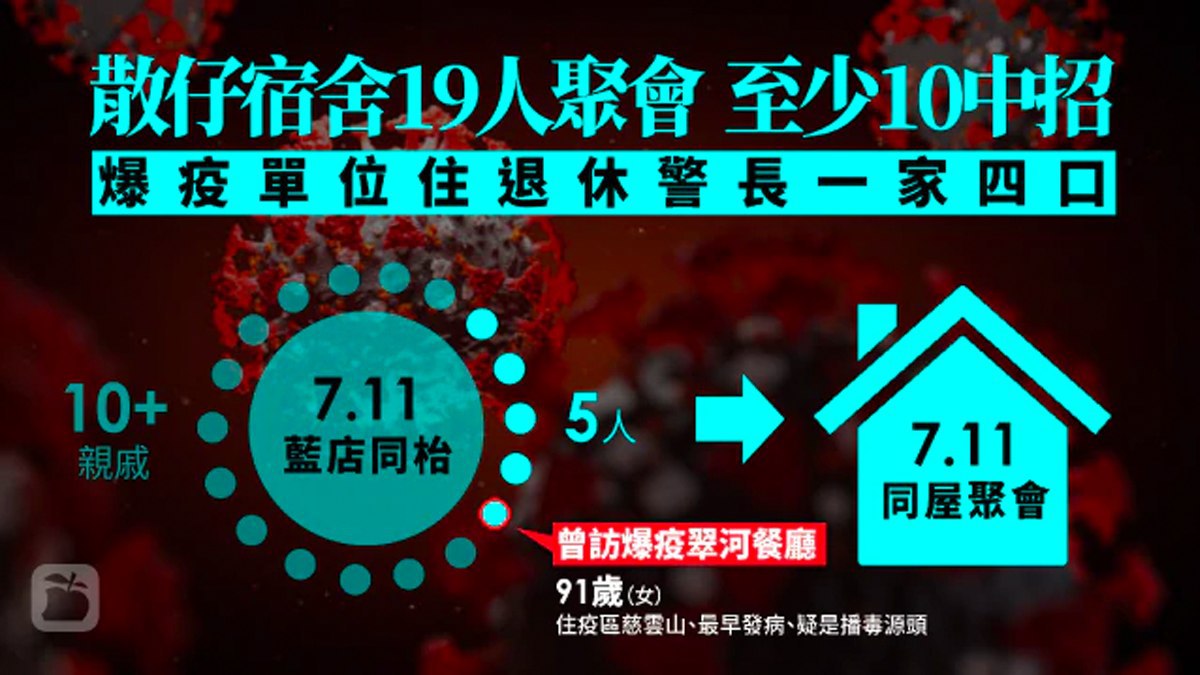 散仔宿舍19人聚會 至少10中招
爆疫單位住退休警長一家四口
10+
親戚
7.11
藍店同枱
5人
7.11
同屋聚會
曾訪爆疫翠河餐廳
91歲(女)
住疫區慈雲山、最早發病、疑是播毒源頭